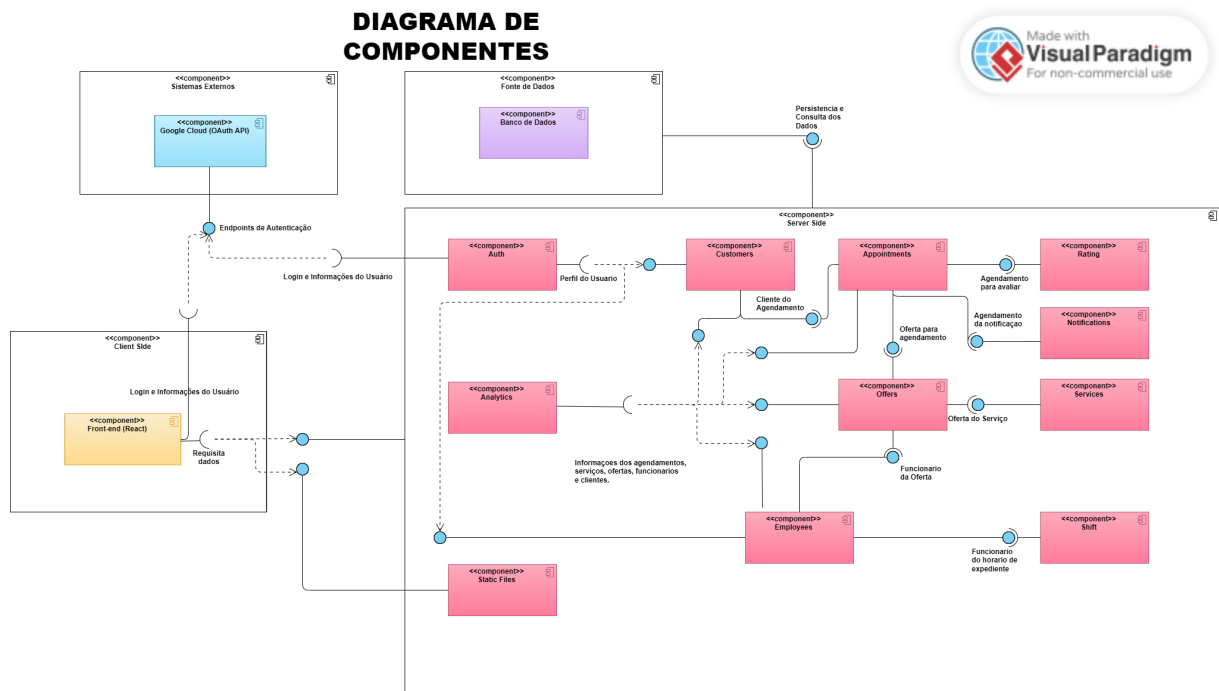 DIAGRAMA DE
COMPONENTES
Made with
Visual Paradigm
For non-commercial use
<<component>>
Sistemas Externos
<<component>>
Google Cloud (OAuth API)
<<component>>
Fonte de Dados
<<component>>
Banco de Dados
Persistencia e
Consulta dos
Dados
Endpoints de Autenticação
Login e Informações do Usuário
<<component>>
Server Side
<<component>>
Auth
Perfil do Usuario
<<component>>
Customers
<<component>>
Appointments
<<component>>
Rating
Agendamento
para avaliar
Cliente do
Agendamento
Oferta para
agendamento
Agendamento
da notificaçao
<<component>>
Notifications
<<component>>
Client SIde
Login e Informações do Usuário
<<component>>
Front-end (React)
Requisita
dados
<<component>>
Analytics
<<component>>
Offers
Oferta do Serviço
<<component>>
Services
Informaçoes dos agendamentos,
serviços, ofertas, funcionarios
e clientes.
Funcionario
da Oferta
<<component>>
Employees
<<component>>
Shift
Funcionario
do horario de
expediente
<<component>>
Static Files